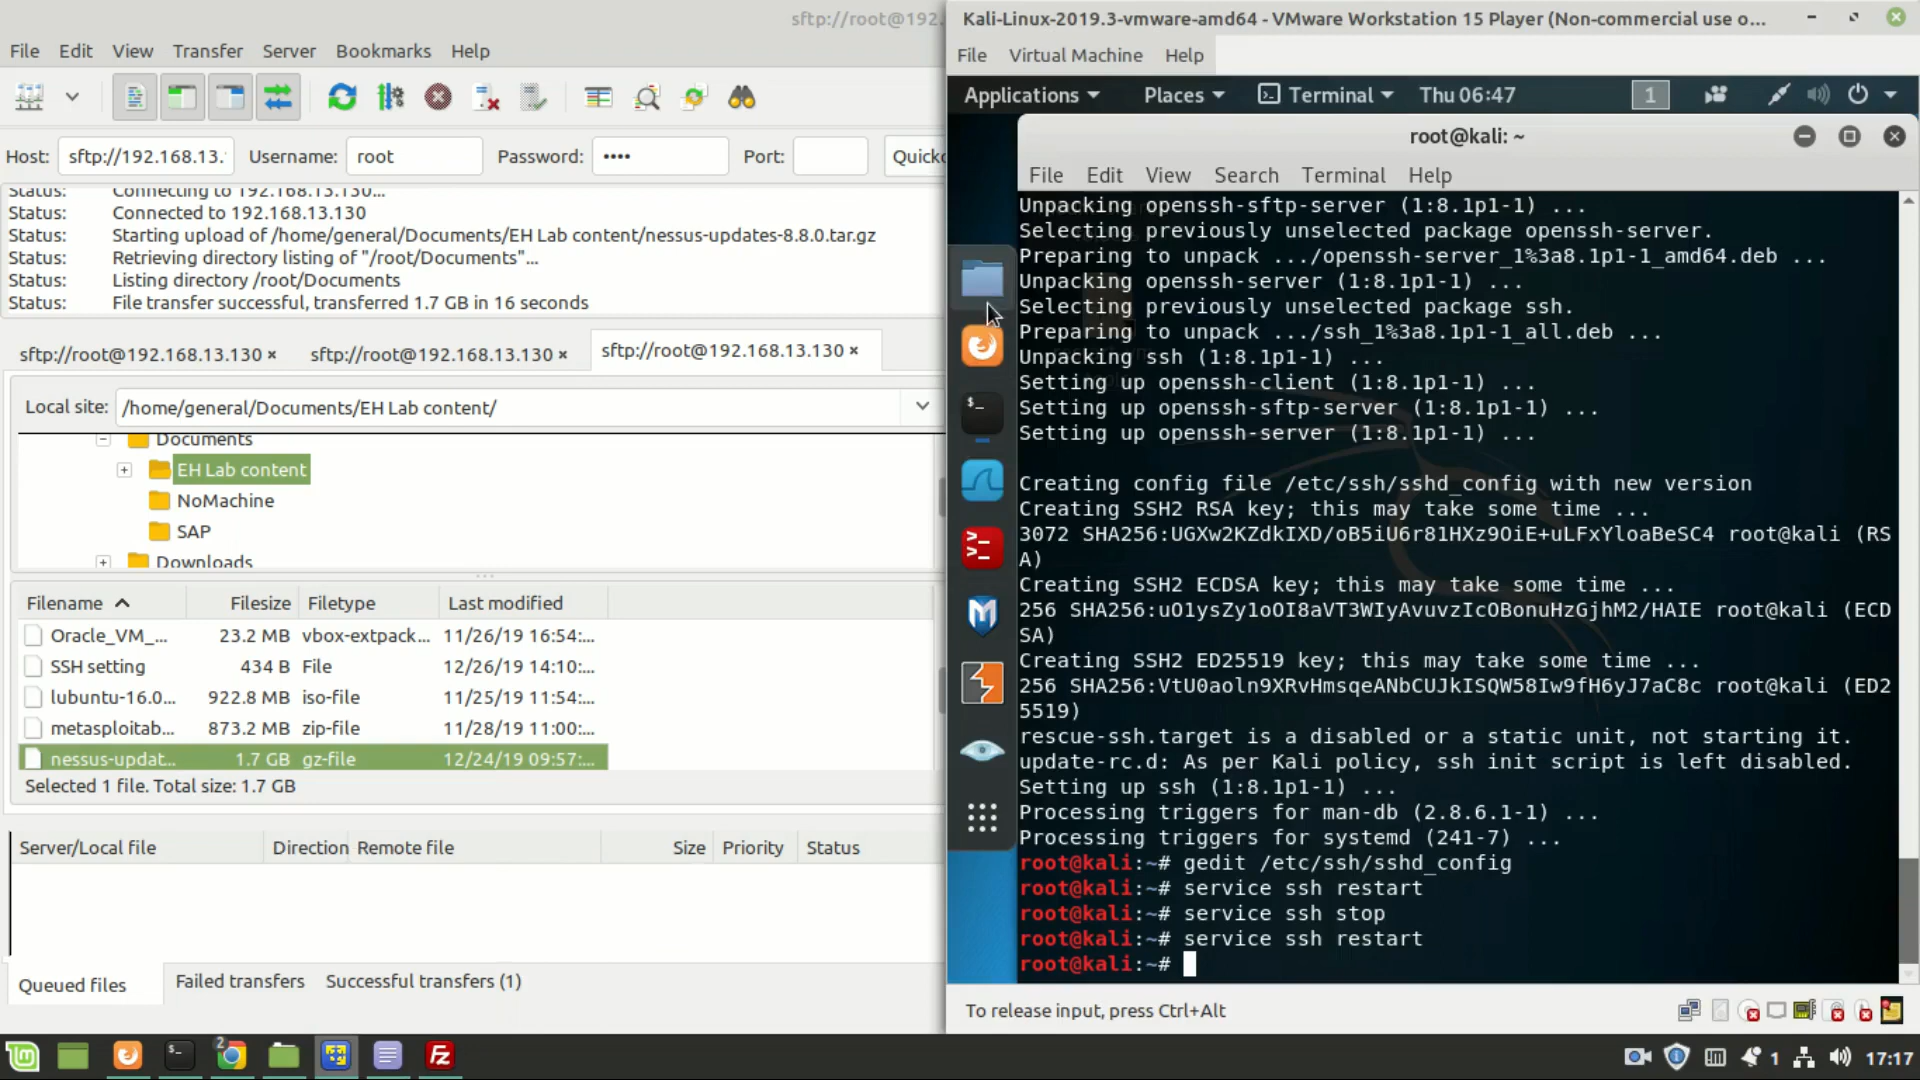 sftp://root@192.
File Edit View Transfer Server Bookmarks Help
Host: sftp://192.168.13. Username: root Password: •••• Port: Quickc
Status: Connecting to 192.168.13.130...
Status: Connected to 192.168.13.130
Status: Starting upload of /home/general/Documents/EH Lab content/nessus-updates-8.8.0.tar.gz
Status: Retrieving directory listing of "/root/Documents"...
Status: Listing directory /root/Documents
Status: File transfer successful, transferred 1.7 GB in 16 seconds
sftp://root@192.168.13.130 × sftp://root@192.168.13.130 × sftp://root@192.168.13.130 ×
Local site: /home/general/Documents/EH Lab content/
Documents
EH Lab content
NoMachine
SAP
Downloads
Filename Filesize Filetype Last modified
Oracle_VM_... 23.2 MB vbox-extpack... 11/26/19 16:54:...
SSH setting 434 B File 12/26/19 14:10:...
lubuntu-16.0... 922.8 MB iso-file 11/25/19 11:54:...
metasploitab... 873.2 MB zip-file 11/28/19 11:00:...
nessus-updat... 1.7 GB gz-file 12/24/19 09:57:...
Selected 1 file. Total size: 1.7 GB
Server/Local file Direction Remote file Size Priority Status
Queued files Failed transfers Successful transfers (1)
Kali-Linux-2019.3-vmware-amd64 - VMware Workstation 15 Player (Non-commercial use o...
File Virtual Machine Help
Applications Places Terminal Thu 06:47 1
root@kali: ~
File Edit View Search Terminal Help
Unpacking openssh-sftp-server (1:8.1p1-1) ...
Selecting previously unselected package openssh-server.
Preparing to unpack .../openssh-server_1%3a8.1p1-1_amd64.deb ...
Unpacking openssh-server (1:8.1p1-1) ...
Selecting previously unselected package ssh.
Preparing to unpack .../ssh_1%3a8.1p1-1_all.deb ...
Unpacking ssh (1:8.1p1-1) ...
Setting up openssh-client (1:8.1p1-1) ...
Setting up openssh-sftp-server (1:8.1p1-1) ...
Setting up openssh-server (1:8.1p1-1) ...
Creating config file /etc/ssh/sshd_config with new version
Creating SSH2 RSA key; this may take some time ...
3072 SHA256:UGXw2KZdkIXD/oB5iU6r81HXz9OiE+uLFxYloaBeSC4 root@kali (RS
A)
Creating SSH2 ECDSA key; this may take some time ...
256 SHA256:uO1ysZy1oOI8aVT3WIyAvuvzIcOBonuHzGjhM2/HAIE root@kali (ECD
SA)
Creating SSH2 ED25519 key; this may take some time ...
256 SHA256:VtU0aoln9XRvHmsqeANbCUJkISQW58Iw9fH6yJ7aC8c root@kali (ED2
5519)
rescue-ssh.target is a disabled or a static unit, not starting it.
update-rc.d: As per Kali policy, ssh init script is left disabled.
Setting up ssh (1:8.1p1-1) ...
Processing triggers for man-db (2.8.6.1-1) ...
Processing triggers for systemd (241-7) ...
root@kali:~# gedit /etc/ssh/sshd_config
root@kali:~# service ssh restart
root@kali:~# service ssh stop
root@kali:~# service ssh restart
root@kali:~#
To release input, press Ctrl+Alt
2
1 17:17